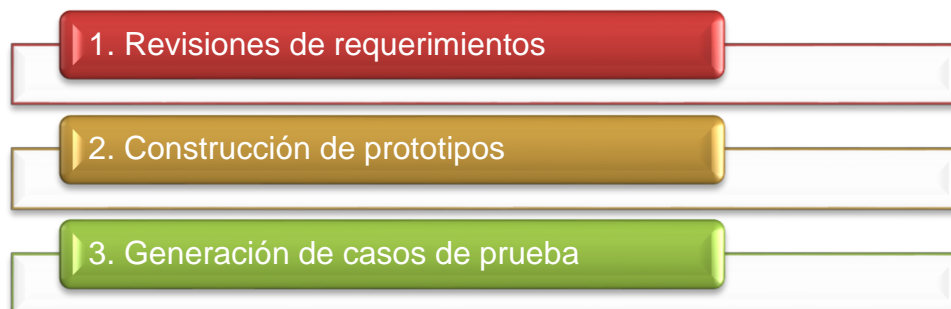 1. Revisiones de requerimientos
2. Construcción de prototipos
3. Generación de casos de prueba